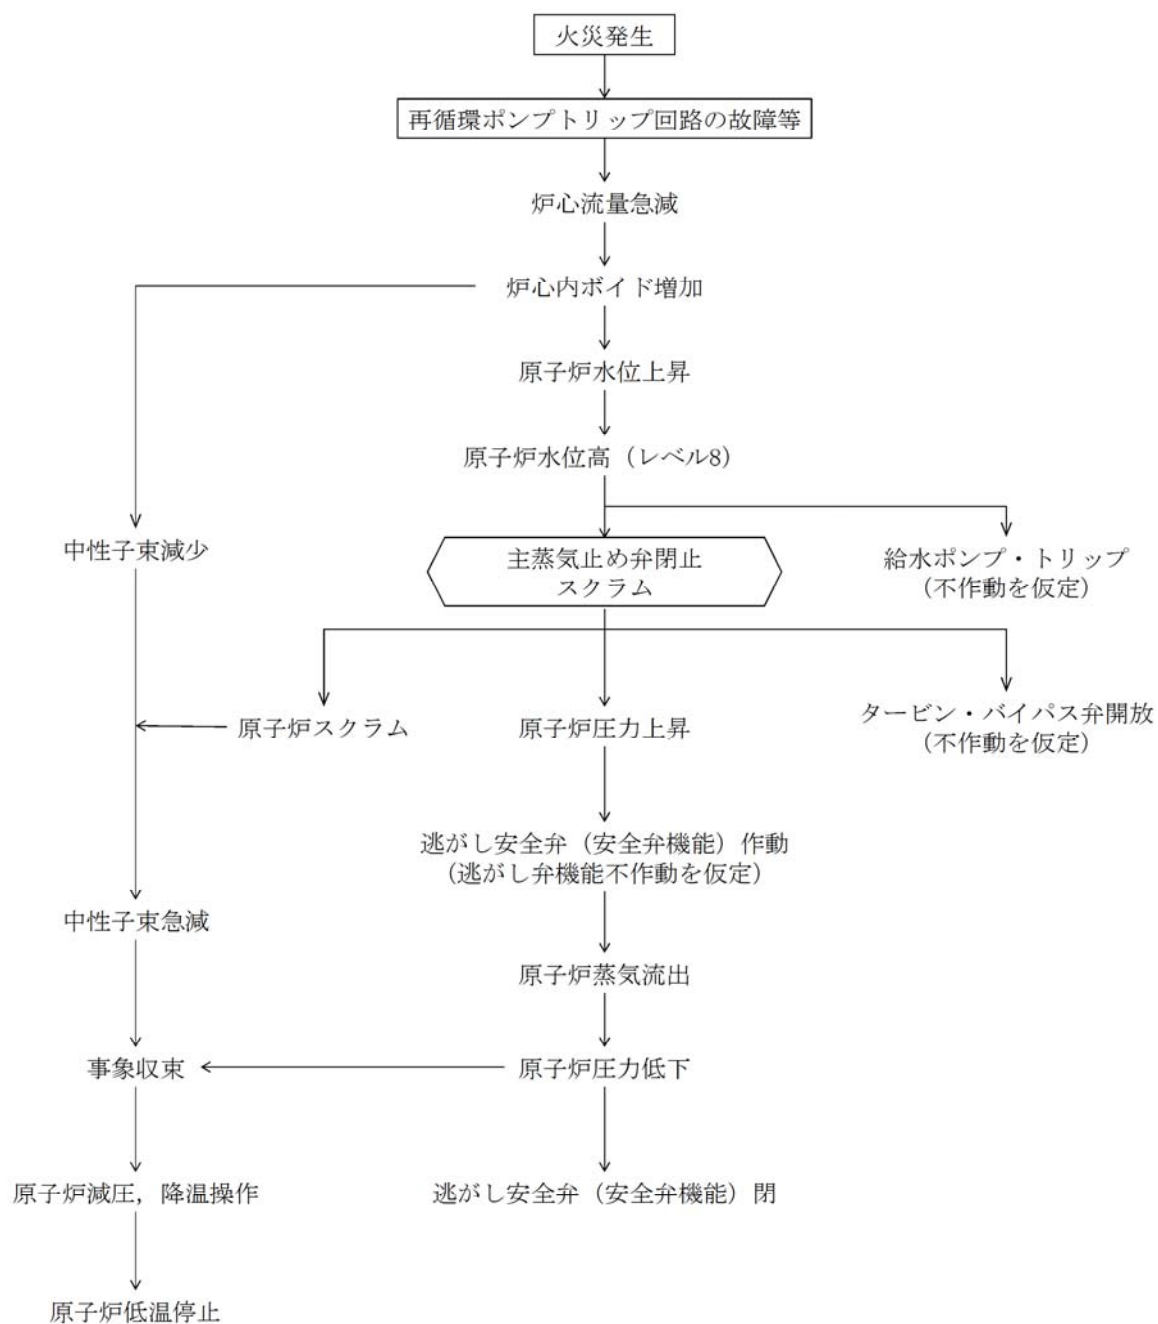 火災発生
再循環ポンプトリップ回路の故障等
炉心流量急減
炉心内ボイド増加
原子炉水位上昇
原子炉水位高（レベル8）
中性子束減少
主蒸気止め弁閉止
スクラム
給水ポンプ・トリップ
（不作動を仮定）
原子炉スクラム
原子炉圧力上昇
タービン・バイパス弁開放
（不作動を仮定）
逃がし安全弁（安全弁機能）作動
（逃がし弁機能不作動を仮定）
中性子束急減
原子炉蒸気流出
事象収束
原子炉圧力低下
原子炉減圧，降温操作
逃がし安全弁（安全弁機能）閉
原子炉低温停止